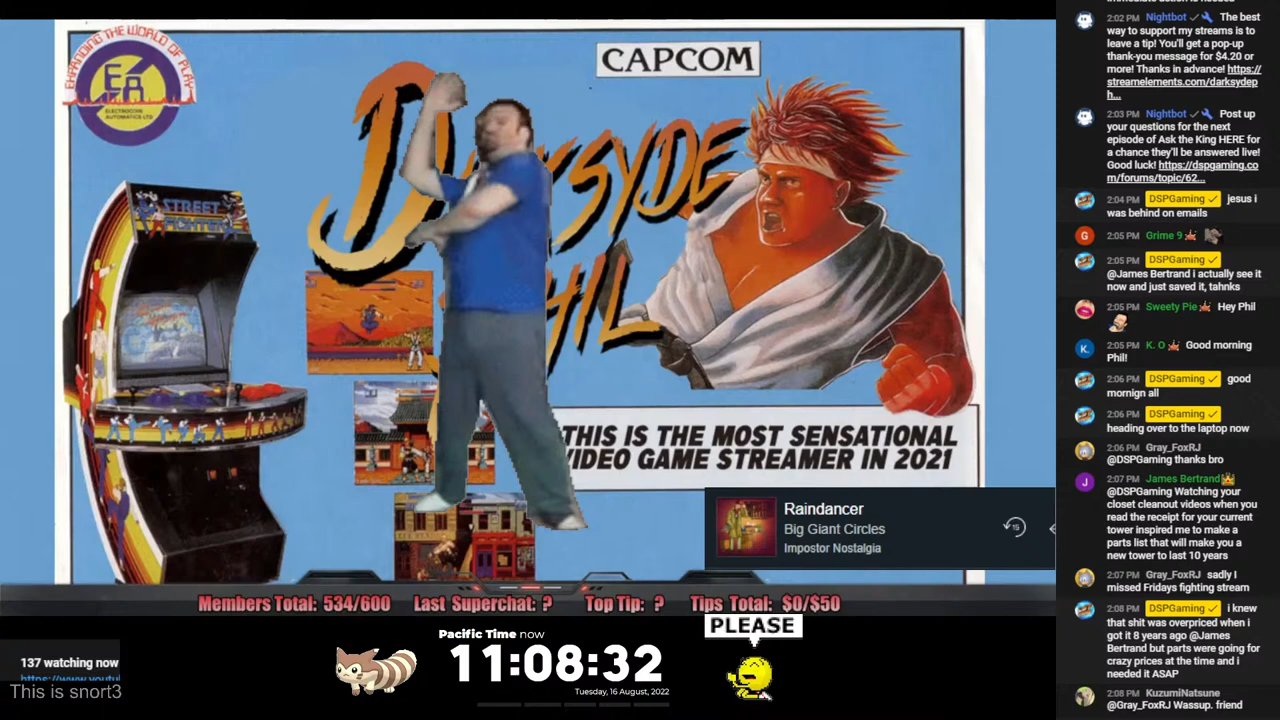 EXPANDING THE WORLD OF PLAY
ELECTROCOIN
AUTOMATICS LTD
CAPCOM
DARKSYDE
PHIL
STREET
FIGHTER
THIS IS THE MOST SENSATIONAL
VIDEO GAME STREAMER IN 2021
Raindancer
Big Giant Circles
Impostor Nostalgia
15
Members Total: 534/600 Last Superchat: ? Top Tip: ? Tips Total: $0/$50
PLEASE
Pacific Time now
11:08:32
Tuesday, 16 August, 2022
137 watching now
This is snort3
2:02 PM Nightbot The best
way to support my streams is to
leave a tip! You'll get a pop-up
thank-you message for $4.20 or
more! Thanks in advance! https://
streamelements.com/darksydep
h...
2:03 PM Nightbot Post up
your questions for the next
episode of Ask the King HERE for
a chance they'll be answered live!
Good luck! https://dspgaming.co
m/forums/topic/62...
2:04 PM DSPGaming jesus i
was behind on emails
2:05 PM Grime 9
2:05 PM DSPGaming
@James Bertrand i actually see it
now and just saved it, tahnks
2:05 PM Sweety Pie Hey Phil
2:05 PM K. O Good morning
Phil!
2:06 PM DSPGaming good
mornign all
2:06 PM DSPGaming
heading over to the laptop now
2:06 PM Gray_FoxRJ
@DSPGaming thanks bro
2:07 PM James Bertrand
@DSPGaming Watching your
closet cleanout videos when you
read the receipt for your current
tower inspired me to make a
parts list that will make you a
new tower to last 10 years
2:07 PM Gray_FoxRJ sadly I
missed Fridays fighting stream
2:08 PM DSPGaming i knew
that shit was overpriced when i
got it 8 years ago @James
Bertrand but parts were going for
crazy prices at the time and i
needed it ASAP
2:08 PM KuzumiNatsune
@Gray_FoxRJ Wassup. friend